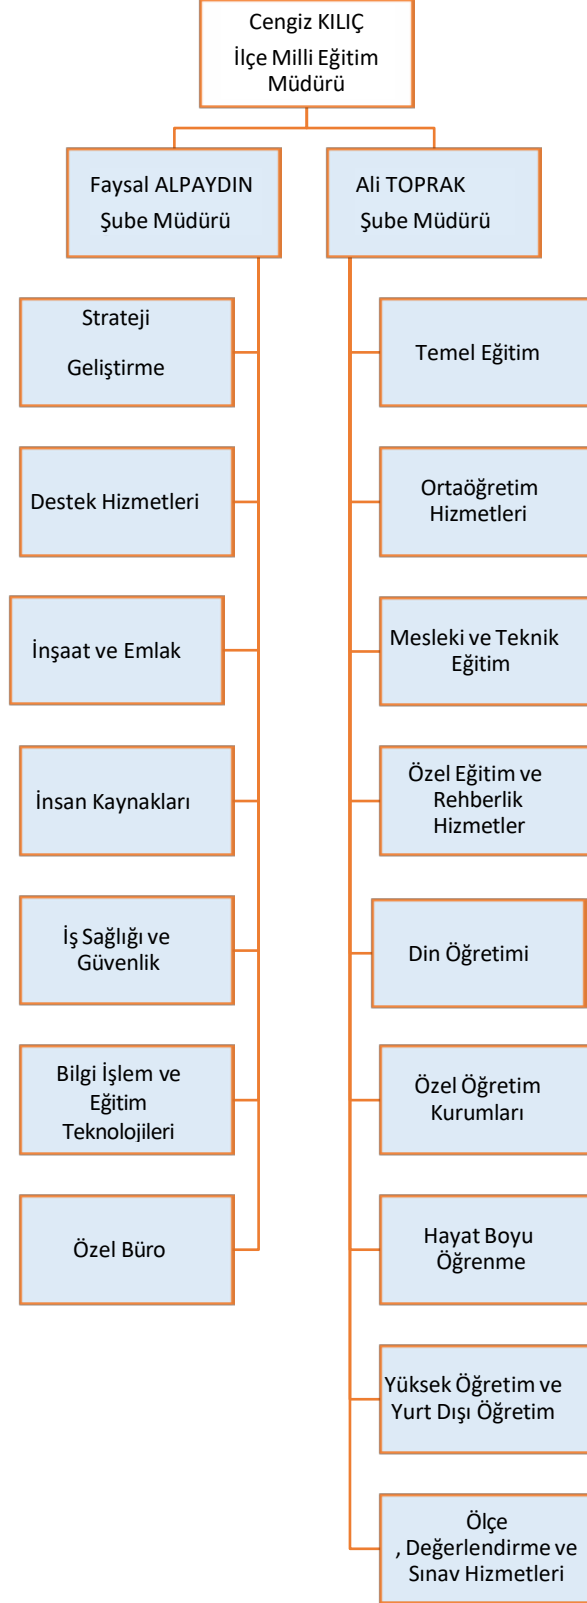 Cengiz KILIÇ
İlçe Milli Eğitim
Müdürü
Faysal ALPAYDIN
Şube Müdürü
Ali TOPRAK
Şube Müdürü
Strateji
Geliştirme
Destek Hizmetleri
İnşaat ve Emlak
İnsan Kaynakları
İş Sağlığı ve
Güvenlik
Bilgi İşlem ve
Eğitim
Teknolojileri
Özel Büro
Temel Eğitim
Ortaöğretim
Hizmetleri
Mesleki ve Teknik
Eğitim
Özel Eğitim ve
Rehberlik
Hizmetler
Din Öğretimi
Özel Öğretim
Kurumları
Hayat Boyu
Öğrenme
Yüksek Öğretim ve
Yurt Dışı Öğretim
Ölçe
, Değerlendirme ve
Sınav Hizmetleri